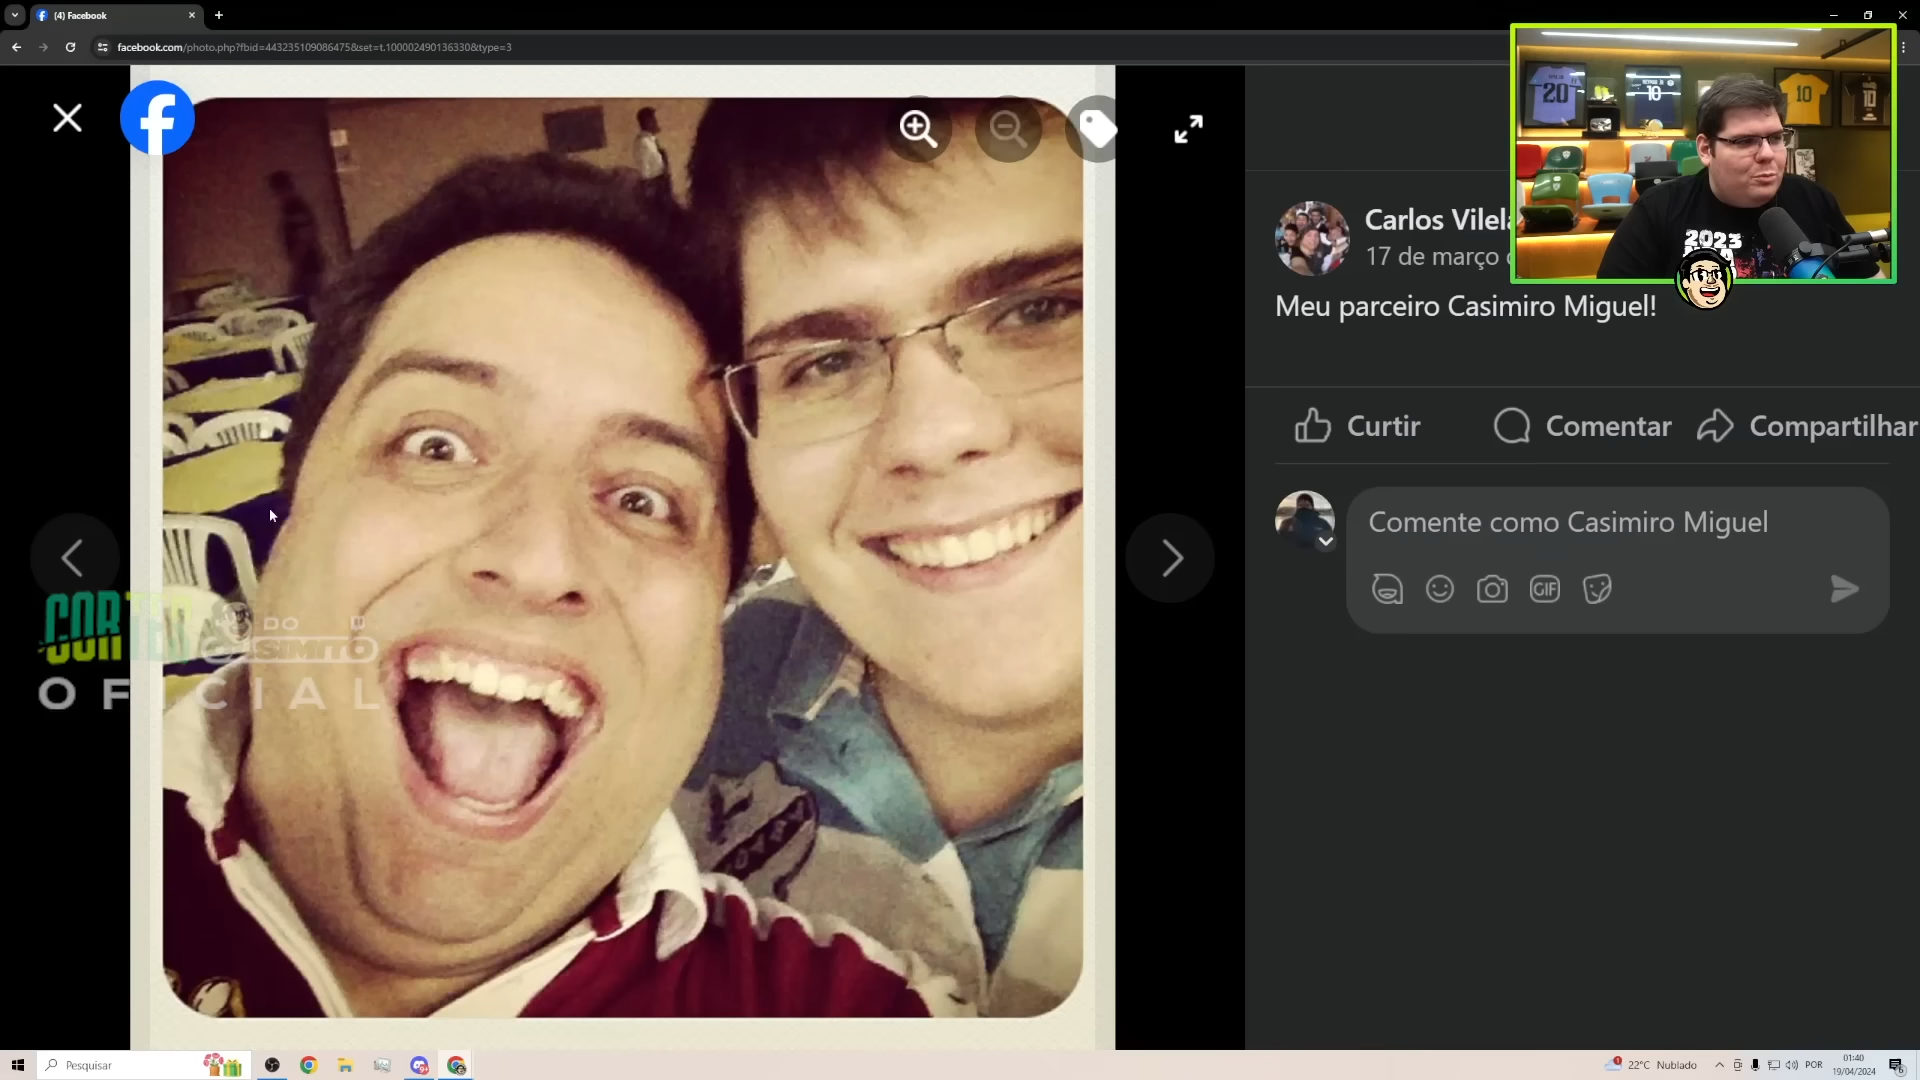 (4) Facebook
facebook.com/photo.php?fbid=443235109086475&set=t.100002490136330&type=3
20
10
10
10
2023
Carlos Vilela
17 de março
Meu parceiro Casimiro Miguel!
Curtir
Comentar
Compartilhar
Comente como Casimiro Miguel
GIF
CORTES
DO
CASIMITO
OFICIAL
Pesquisar
22°C Nublado
POR
01:40
19/04/2024